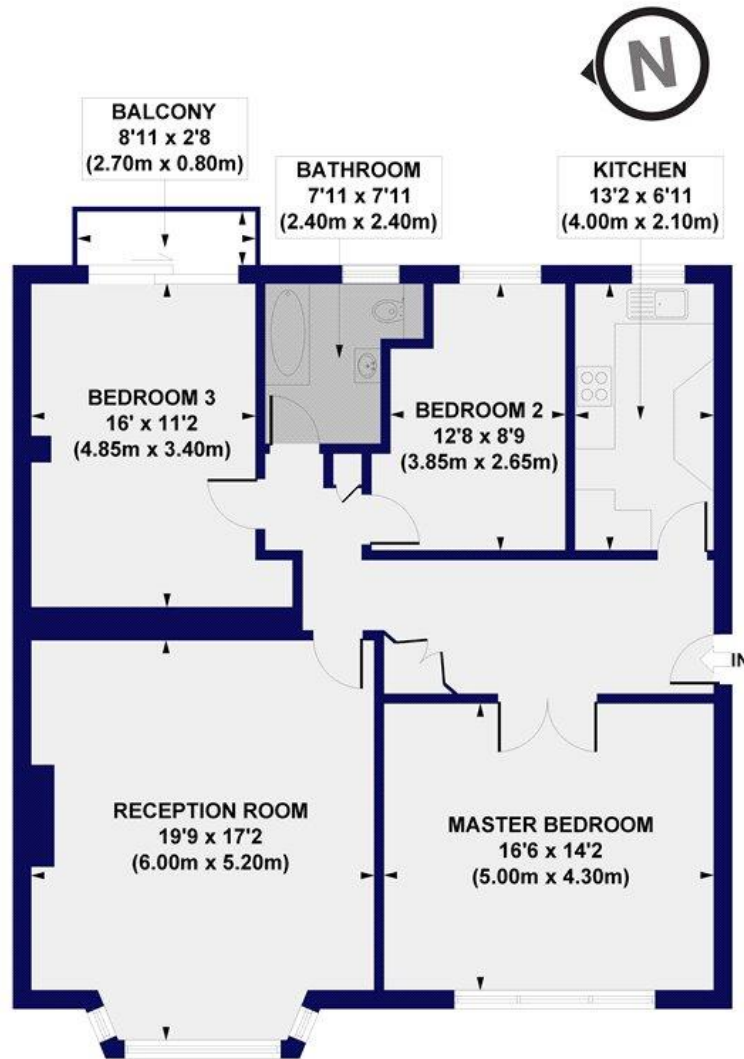 N
BALCONY
8'11 x 2'8
(2.70m x 0.80m)
BATHROOM
7'11 x 7'11
(2.40m x 2.40m)
KITCHEN
13'2 x 6'11
(4.00m x 2.10m)
BEDROOM 3
16' x 11'2
(4.85m x 3.40m)
BEDROOM 2
12'8 x 8'9
(3.85m x 2.65m)
IN
RECEPTION ROOM
19'9 x 17'2
(6.00m x 5.20m)
MASTER BEDROOM
16'6 x 14'2
(5.00m x 4.30m)